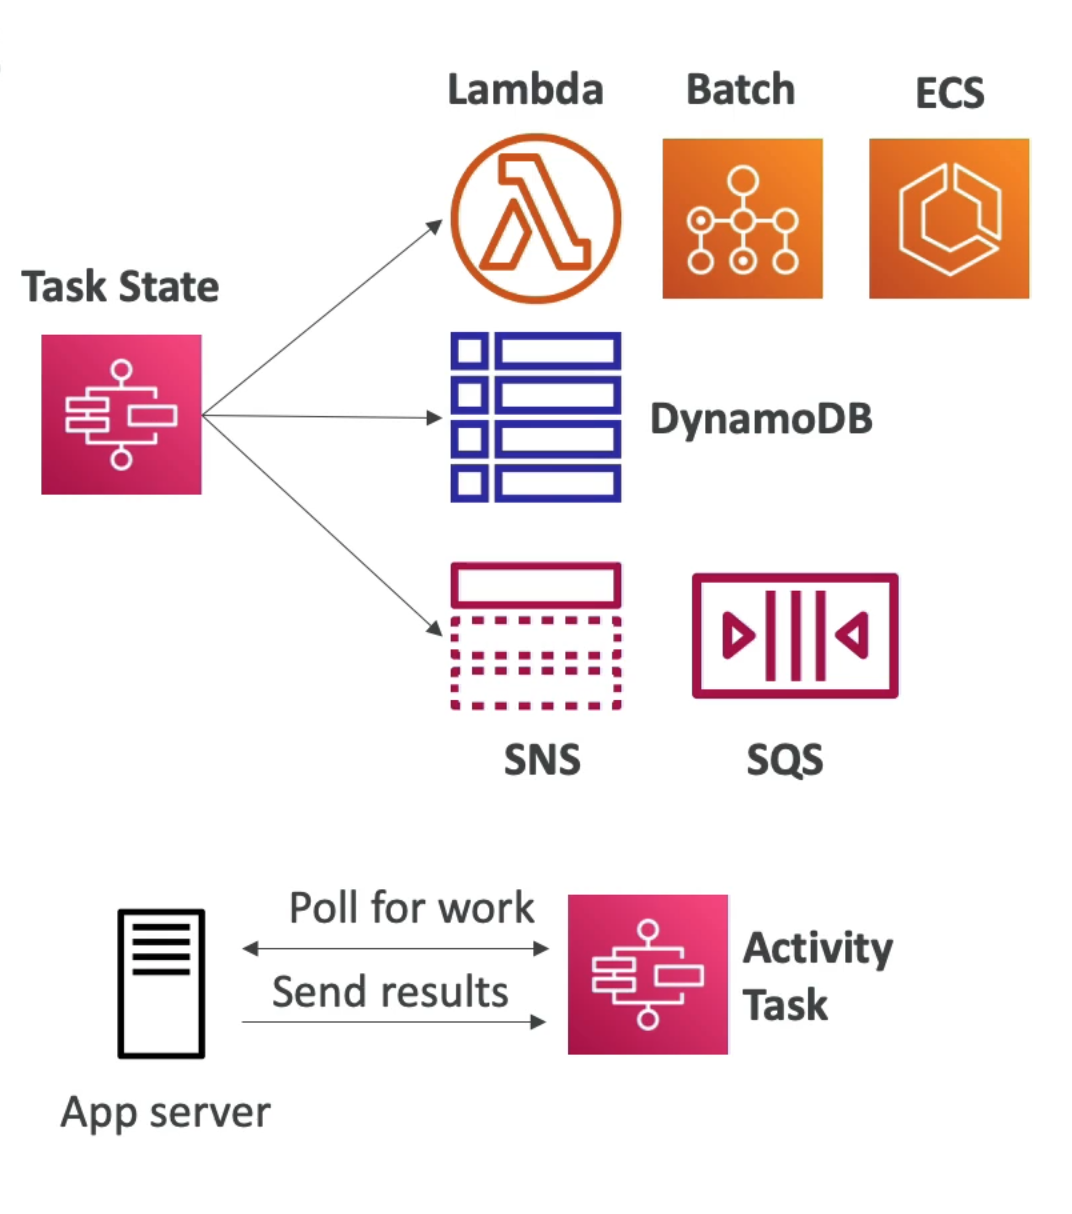 Lambda
Batch
ECS
Task State
DynamoDB
SNS
SQS
Poll for work
Send results
Activity
Task
App server